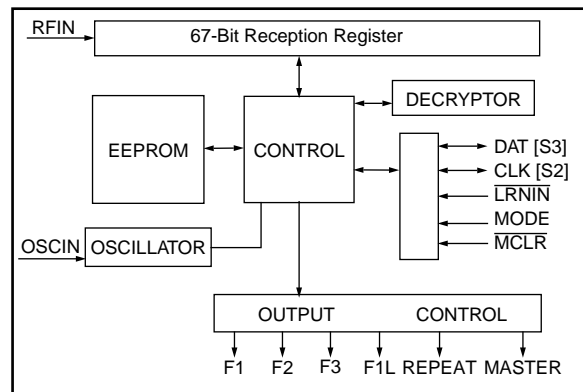 RFIN
67-Bit Reception Register
DECRYPTOR
EEPROM
CONTROL
DAT [S3]
CLK [S2]
LRNIN
MODE
MCLR
OSCIN
OSCILLATOR
OUTPUT CONTROL
F1 F2 F3 F1L REPEAT MASTER